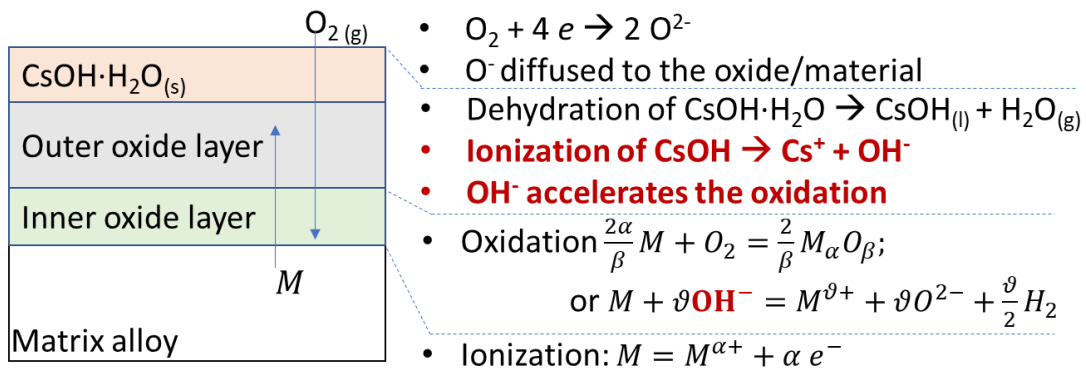 O₂ (g)
CsOH·H₂O(s)
Outer oxide layer
Inner oxide layer
M
Matrix alloy
• O₂ + 4 e → 2 O²⁻
• O⁻ diffused to the oxide/material
• Dehydration of CsOH·H₂O → CsOH(l) + H₂O(g)
• Ionization of CsOH → Cs⁺ + OH⁻
• OH⁻ accelerates the oxidation
• Oxidation 2α/β M + O₂ = 2/β MαOβ;
or M + ϑOH⁻ = M^ϑ+ + ϑO²⁻ + ϑ/2 H₂
• Ionization: M = M^α+ + α e⁻